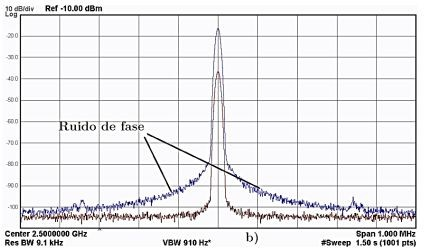 10 dB/div Ref -10.00 dBm
Log
-20.0
-30.0
-40.0
-50.0
-60.0
-70.0
Ruido de fase
-80.0
-90.0
-100
Center 2.5000000 GHz Span 1.000 MHz
Res BW 9.1 kHz VBW 910 Hz* b) #Sweep 1.50 s (1001 pts)